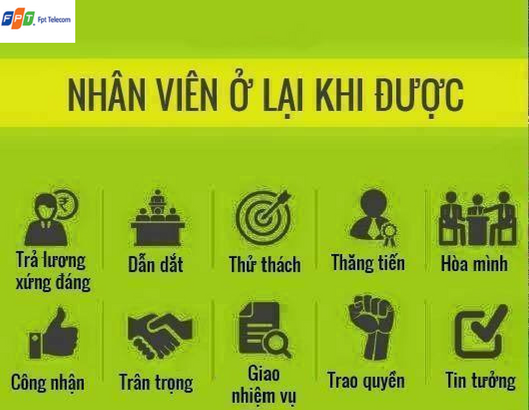 FPT. Fpt Telecom
NHÂN VIÊN Ở LẠI KHI ĐƯỢC
Trả lương
xứng đáng
Dẫn dắt
Thử thách
Thăng tiến
Hòa mình
Công nhận
Trân trọng
Giao
nhiệm vụ
Trao quyền
Tin tưởng